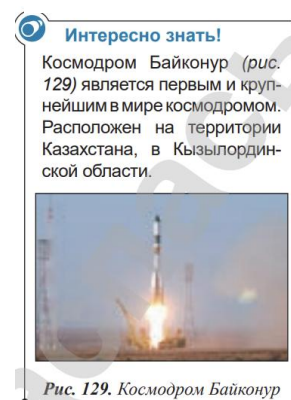 Интересно знать!
Космодром Байконур (рис.
129) является первым и круп-
нейшим в мире космодромом.
Расположен на территории
Казахстана, в Кызылордин-
ской области.
Рис. 129. Космодром Байконур